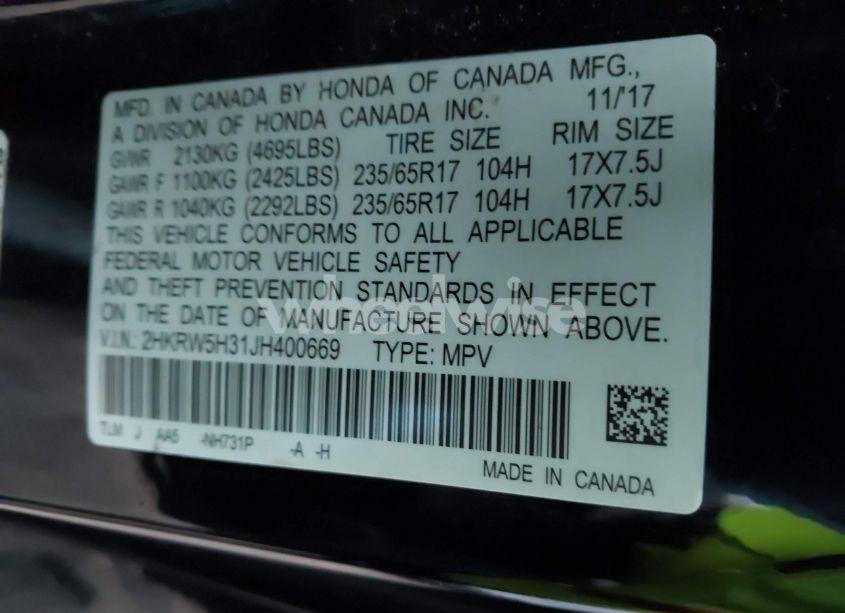 MFD. IN CANADA BY HONDA OF CANADA MFG.,
A DIVISION OF HONDA CANADA INC. 11/'17
GVWR 2130KG (4695LBS) TIRE SIZE RIM SIZE
GAWR F 1100KG (2425LBS) 235/65R17 104H 17X7.5J
GAWR R 1040KG (2292LBS) 235/65R17 104H 17X7.5J
THIS VEHICLE CONFORMS TO ALL APPLICABLE
FEDERAL MOTOR VEHICLE SAFETY
AND THEFT PREVENTION STANDARDS IN EFFECT
ON THE DATE OF MANUFACTURE SHOWN ABOVE.
wheelwise
V.I.N.: 2HKRW5H31JH400669 TYPE: MPV
TLM J AA5 -NH731P -A -H
MADE IN CANADA